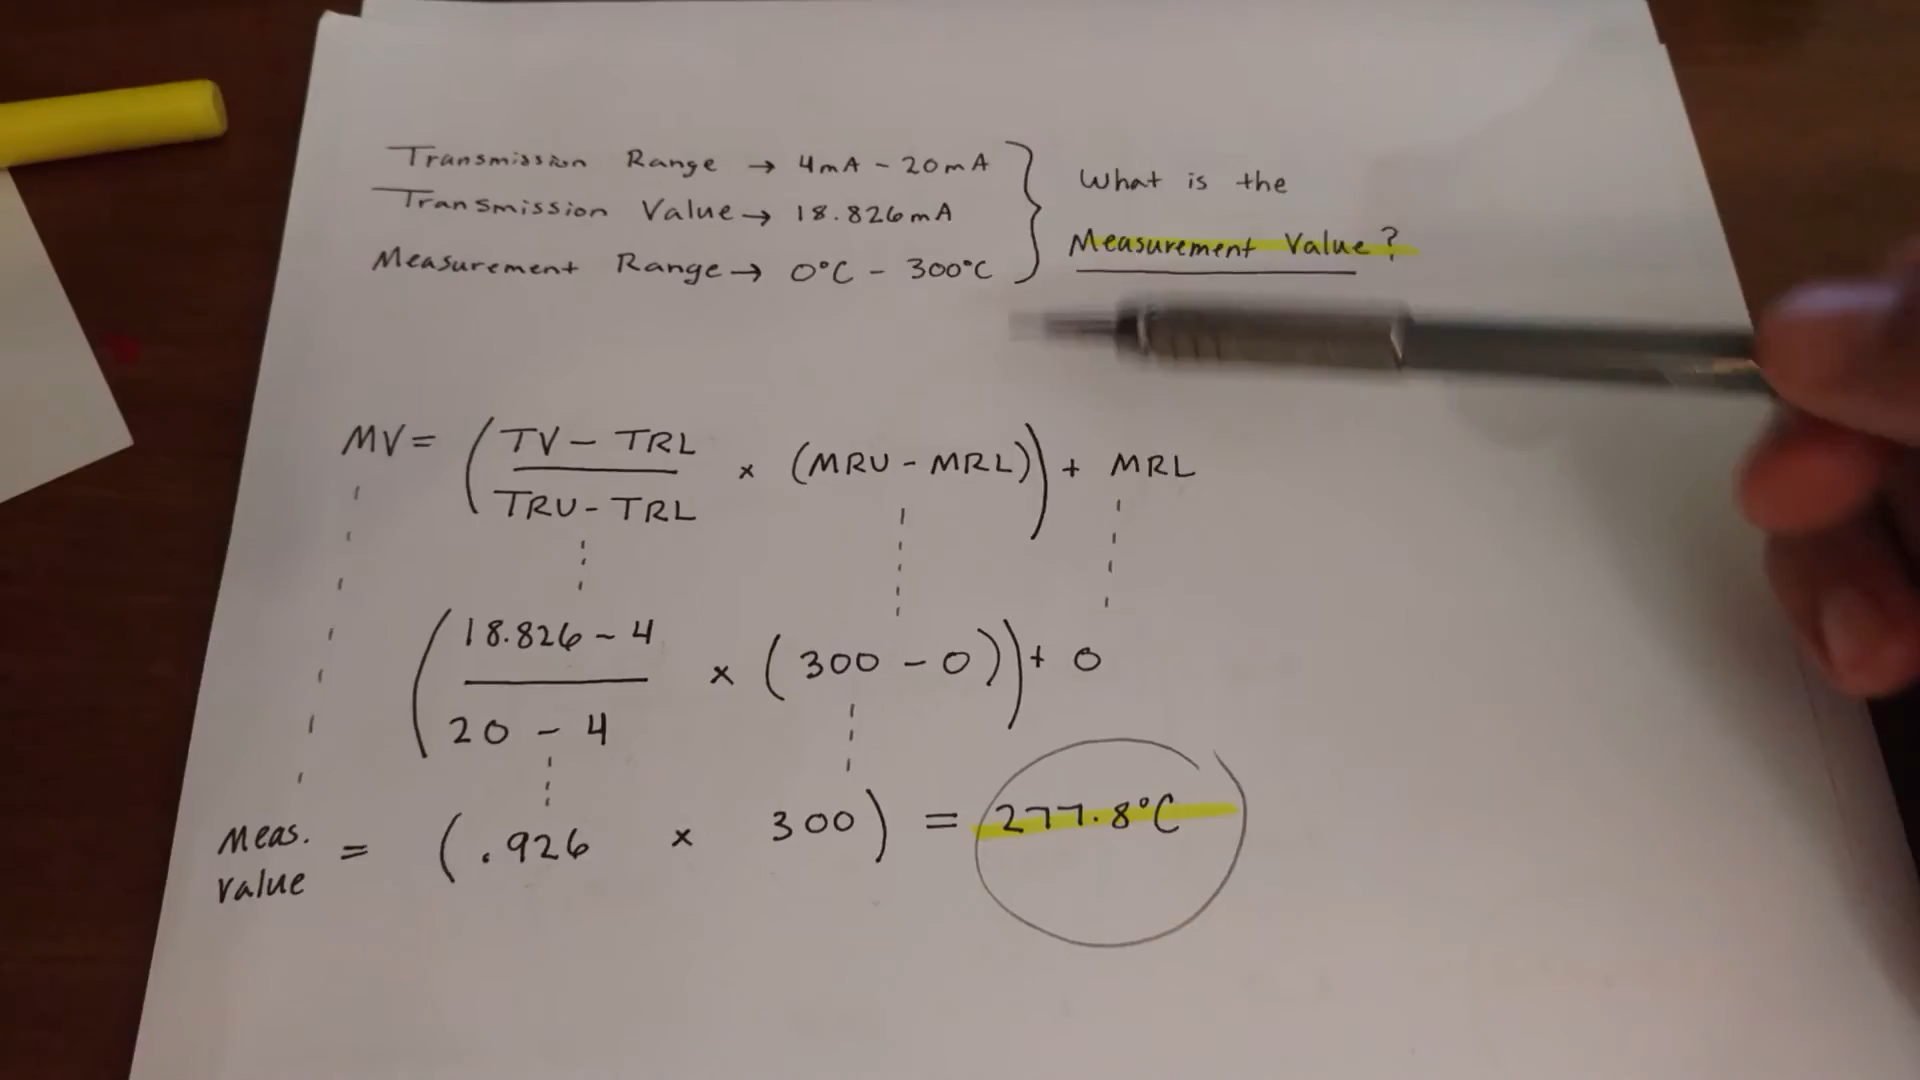 Transmission Range → 4mA - 20mA
Transmission Value → 18.826mA
Measurement Range → 0°C - 300°C
What is the
Measurement Value?
MV = (TV - TRL / TRU - TRL × (MRU - MRL)) + MRL
(18.826 - 4 / 20 - 4 × (300 - 0)) + 0
Meas. value = (.926 × 300) = 277.8°C